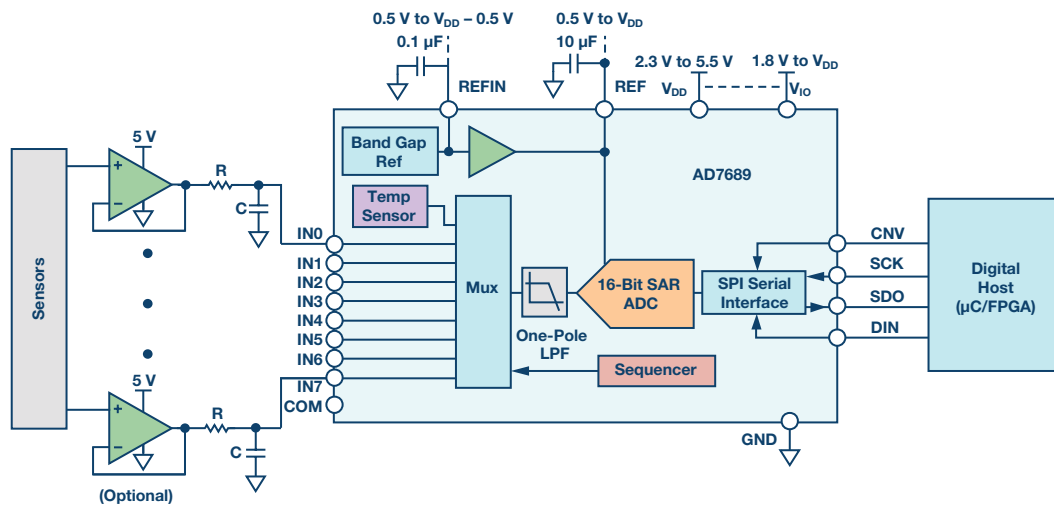 0.5 V to VDD – 0.5 V
0.5 V to VDD
0.1 µF
10 µF
2.3 V to 5.5 V
1.8 V to VDD
REFIN
REF
VDD
VIO
5 V
Band Gap
Ref
AD7689
R
Temp
Sensor
C
Sensors
IN0
IN1
IN2
IN3
IN4
IN5
IN6
IN7
COM
Mux
One-Pole
LPF
16-Bit SAR
ADC
SPI Serial
Interface
Sequencer
CNV
SCK
SDO
DIN
Digital
Host
(µC/FPGA)
GND
5 V
R
C
(Optional)